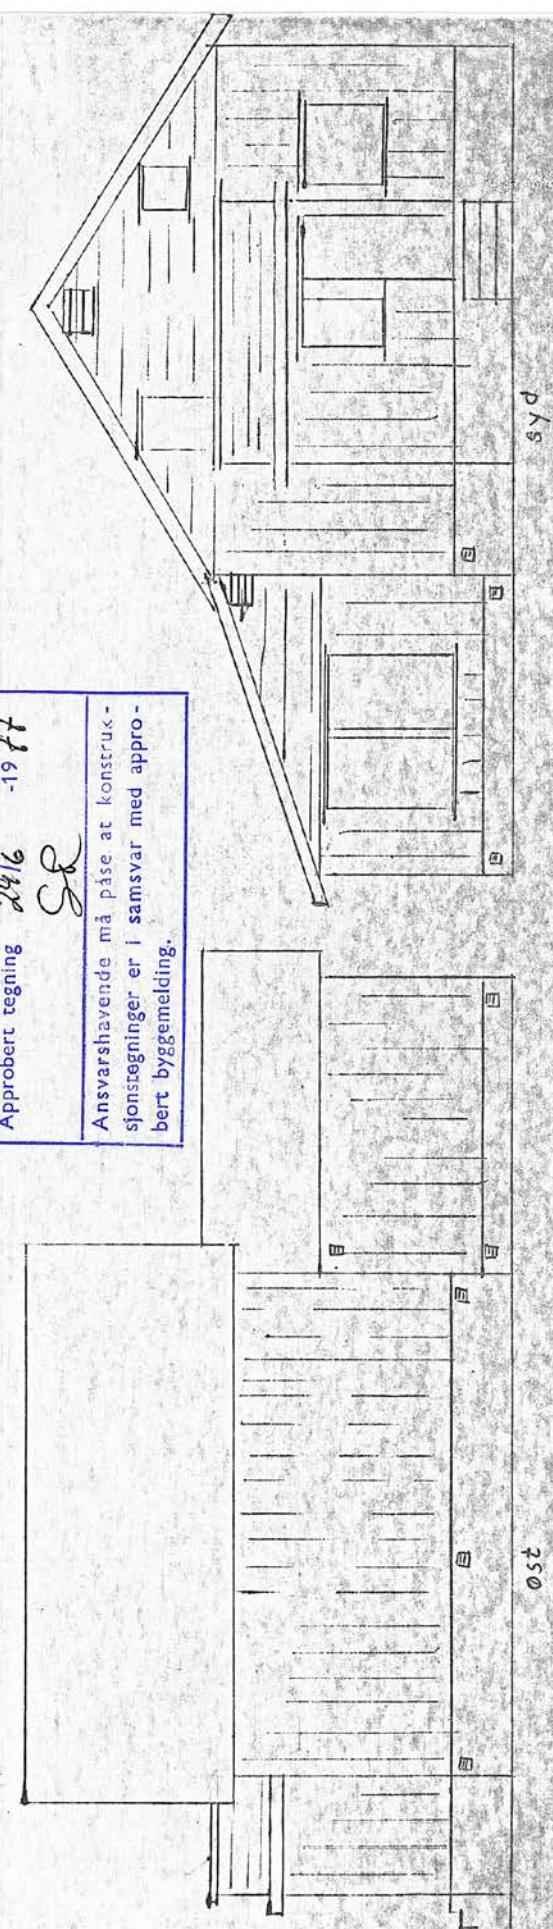 Approbert tegning 24/6 -19 77
SR
Ansvarshavende må påse at konstruk-
sjonstegninger er i samsvar med appro-
bert byggemelding.
syd
øst